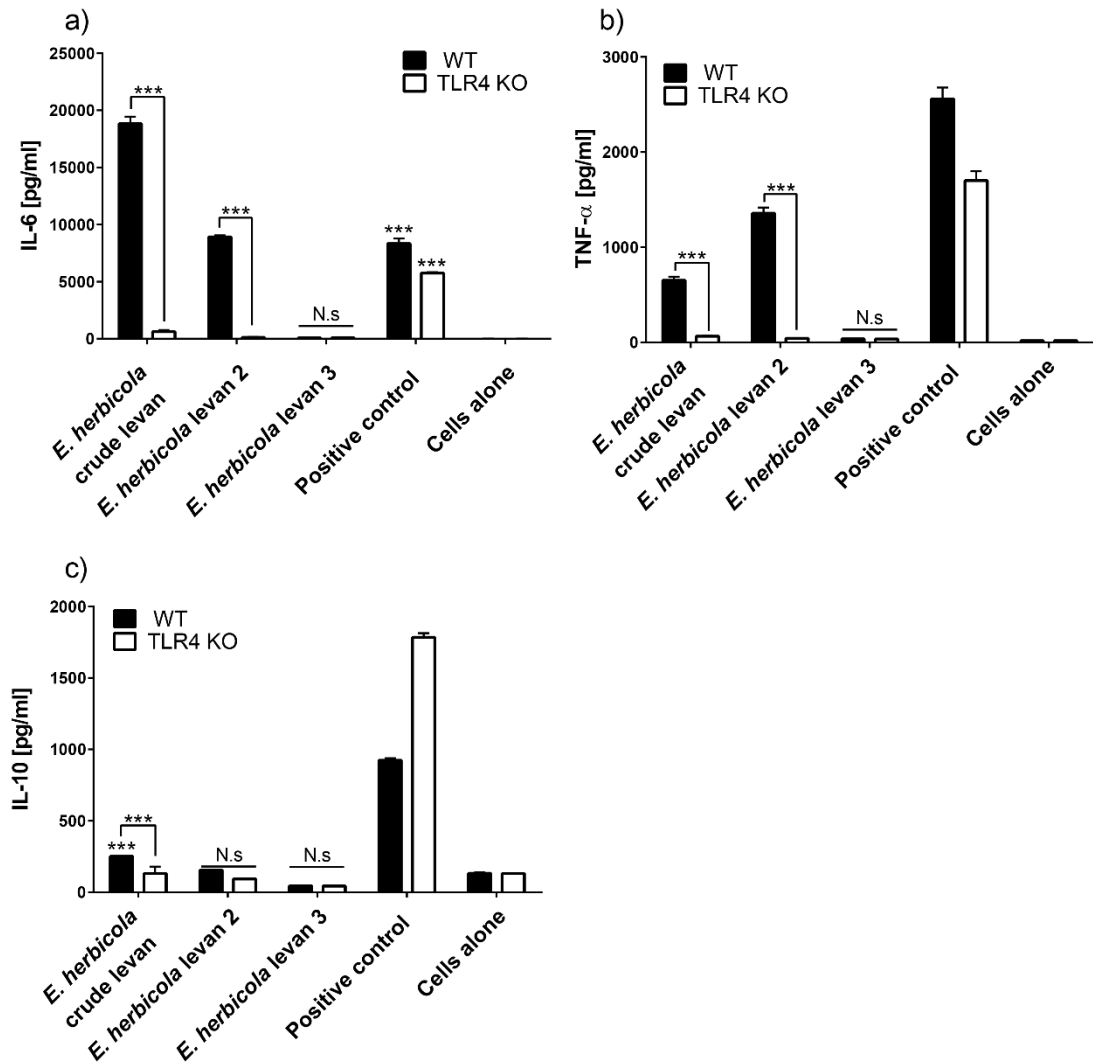 a)
25000
20000
15000
10000
5000
0
IL-6 [pg/ml]
WT
TLR4 KO
***
***
N.s
***
***
E. herbicola
crude levan
E. herbicola levan 2
E. herbicola levan 3
Positive control
Cells alone
b)
3000
2000
1000
0
TNF-α [pg/ml]
WT
TLR4 KO
***
***
N.s
E. herbicola
crude levan
E. herbicola levan 2
E. herbicola levan 3
Positive control
Cells alone
c)
2000
1500
1000
500
0
IL-10 [pg/ml]
WT
TLR4 KO
***
***
N.s
N.s
E. herbicola
crude levan
E. herbicola levan 2
E. herbicola levan 3
Positive control
Cells alone